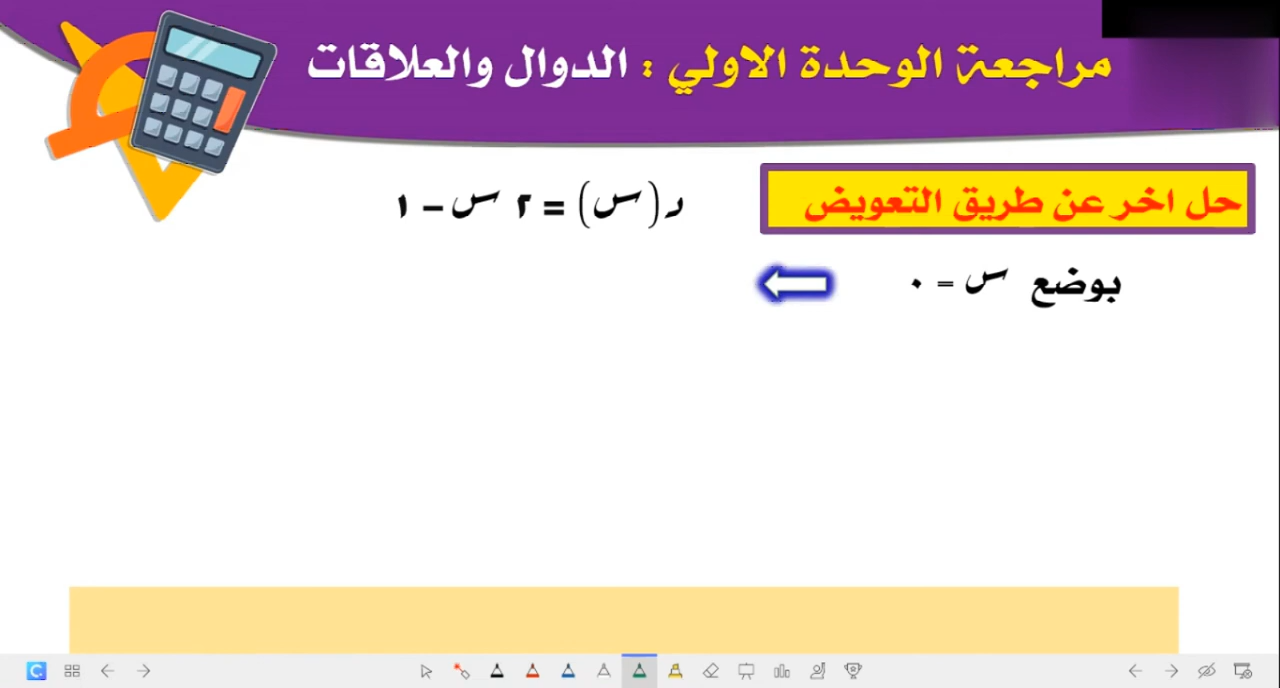 مراجعة الوحدة الاولي : الدوال والعلاقات
حل اخر عن طريق التعويض
د(س) = ٢ س - ١
بوضع س = ٠